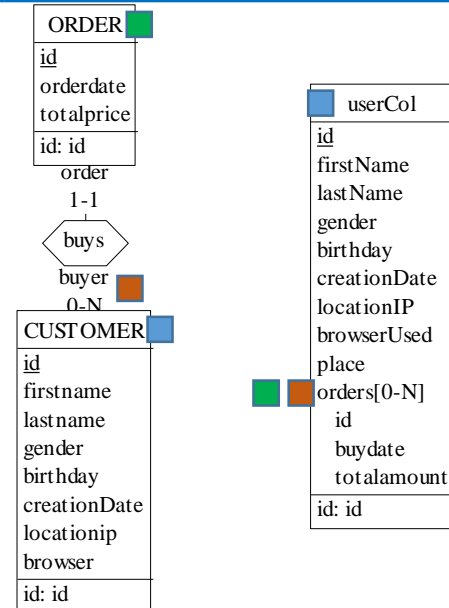 ORDER
id
orderdate
totalprice
id: id
order
1-1
buys
buyer
0-N
CUSTOMER
id
firstname
lastname
gender
birthday
creationDate
locationip
browser
id: id
userCol
id
firstName
lastName
gender
birthday
creationDate
locationIP
browserUsed
place
orders[0-N]
id
buydate
totalamount
id: id